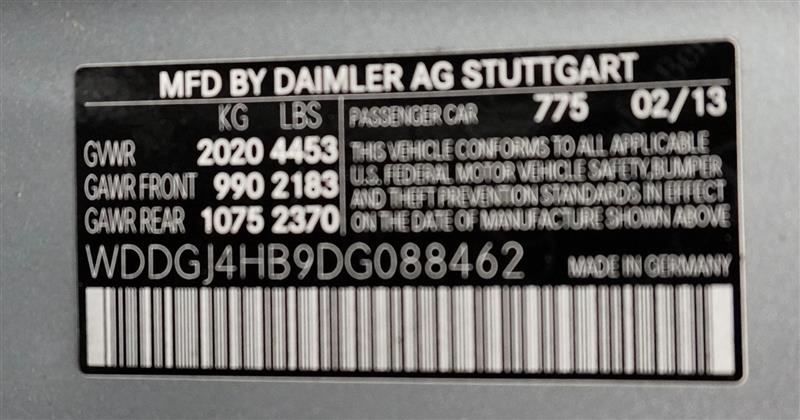 MFD BY DAIMLER AG STUTTGART
KG LBS
GVWR 2020 4453
GAWR FRONT 990 2183
GAWR REAR 1075 2370
PASSENGER CAR 775 02/13
THIS VEHICLE CONFORMS TO ALL APPLICABLE
U.S. FEDERAL MOTOR VEHICLE SAFETY, BUMPER
AND THEFT PREVENTION STANDARDS IN EFFECT
ON THE DATE OF MANUFACTURE SHOWN ABOVE
WDDGJ4HB9DG088462 MADE IN GERMANY